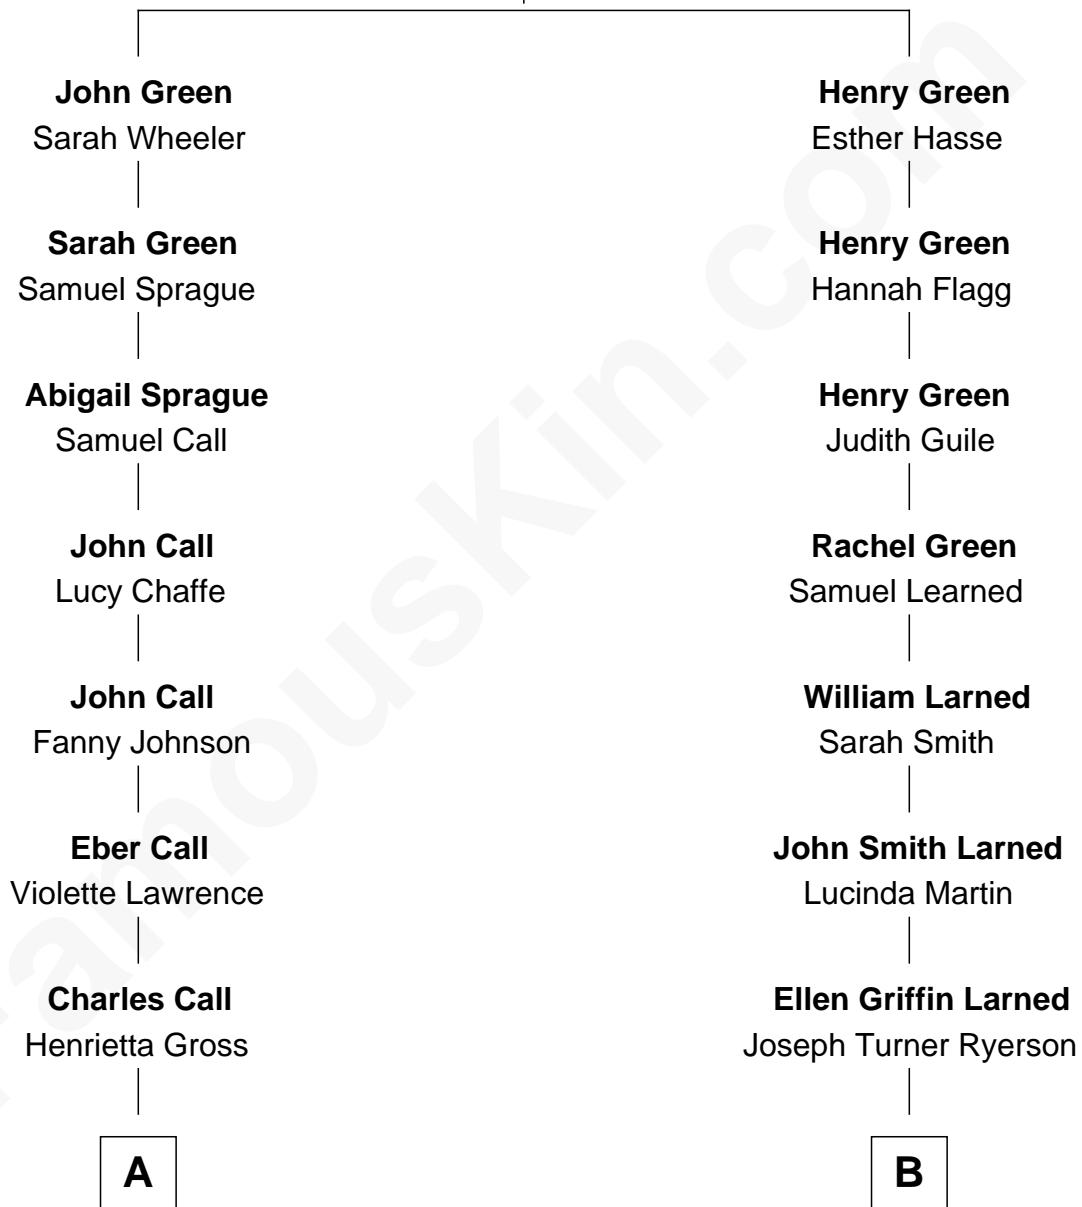 John Green
Sarah Wheeler
Henry Green
Esther Hasse
Sarah Green
Samuel Sprague
Henry Green
Hannah Flagg
Abigail Sprague
Samuel Call
Henry Green
Judith Guile
John Call
Lucy Chaffe
Rachel Green
Samuel Learned
John Call
Fanny Johnson
William Larned
Sarah Smith
Eber Call
Violette Lawrence
John Smith Larned
Lucinda Martin
Charles Call
Henrietta Gross
Ellen Griffin Larned
Joseph Turner Ryerson
A
B
FamousKin.com